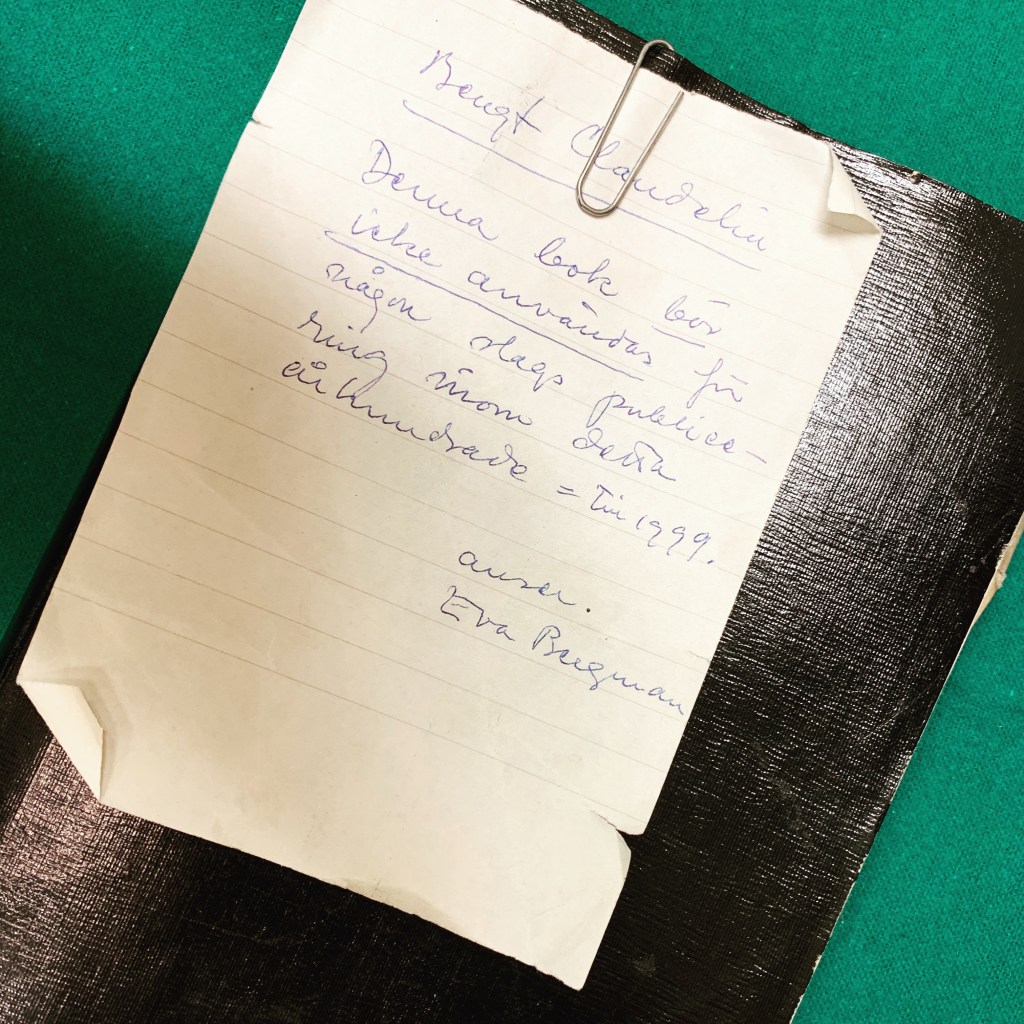 Bengt Claudelin
Denna bok bör
icke användas för
någon slags publice-
ring inom detta
århundrade = till 1999.
anser.
Eva Bergman